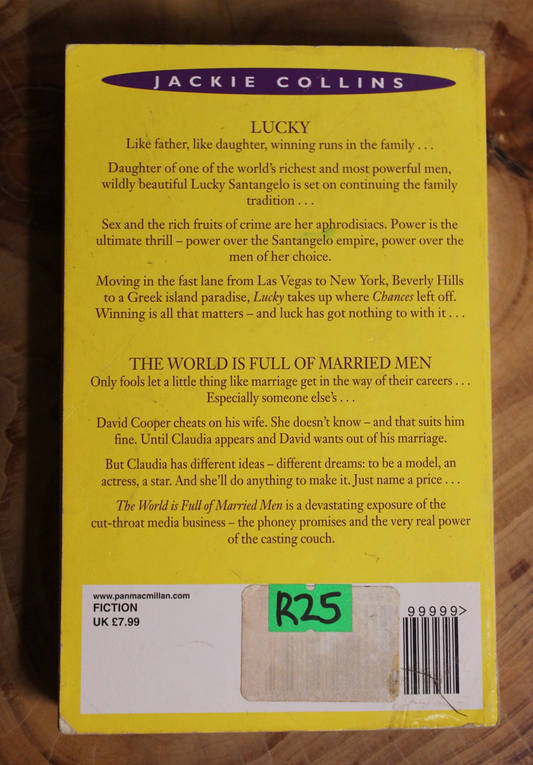 JACKIE COLLINS
LUCKY
Like father, like daughter, winning runs in the family . . .
Daughter of one of the world's richest and most powerful men,
wildly beautiful Lucky Santangelo is set on continuing the family
tradition . . .
Sex and the rich fruits of crime are her aphrodisiacs. Power is the
ultimate thrill – power over the Santangelo empire, power over the
men of her choice.
Moving in the fast lane from Las Vegas to New York, Beverly Hills
to a Greek island paradise, Lucky takes up where Chances left off.
Winning is all that matters – and luck has got nothing to with it . . .
THE WORLD IS FULL OF MARRIED MEN
Only fools let a little thing like marriage get in the way of their careers . . .
Especially someone else's . . .
David Cooper cheats on his wife. She doesn't know – and that suits him
fine. Until Claudia appears and David wants out of his marriage.
But Claudia has different ideas – different dreams: to be a model, an
actress, a star. And she'll do anything to make it. Just name a price . . .
The World is Full of Married Men is a devastating exposure of the
cut-throat media business – the phoney promises and the very real power
of the casting couch.
www.panmacmillan.com
FICTION
UK £7.99
R25
99999>